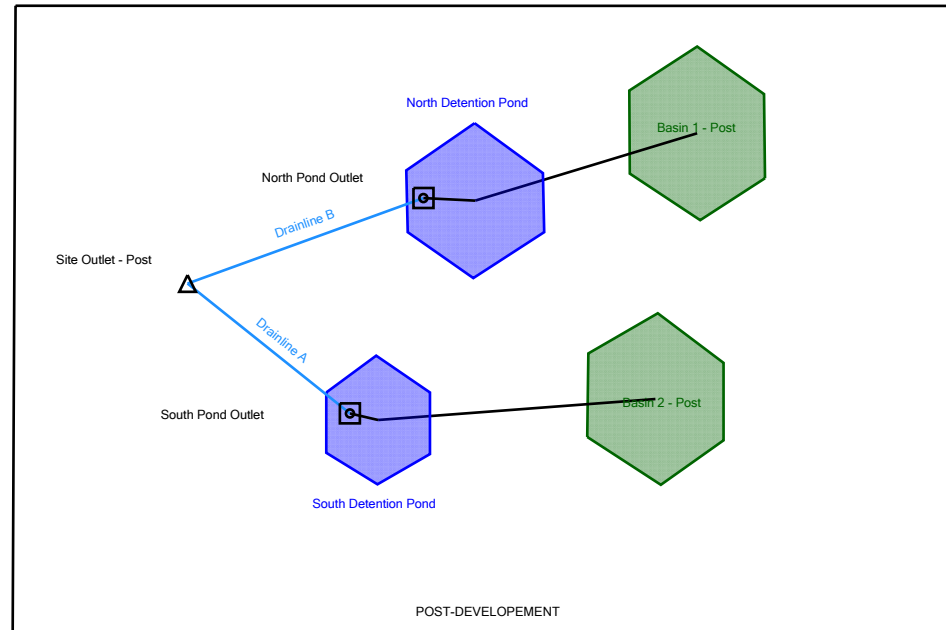 North Detention Pond
Basin 1 - Post
North Pond Outlet
Drainline B
Site Outlet - Post
Drainline A
South Pond Outlet
Basin 2 - Post
South Detention Pond
POST-DEVELOPEMENT